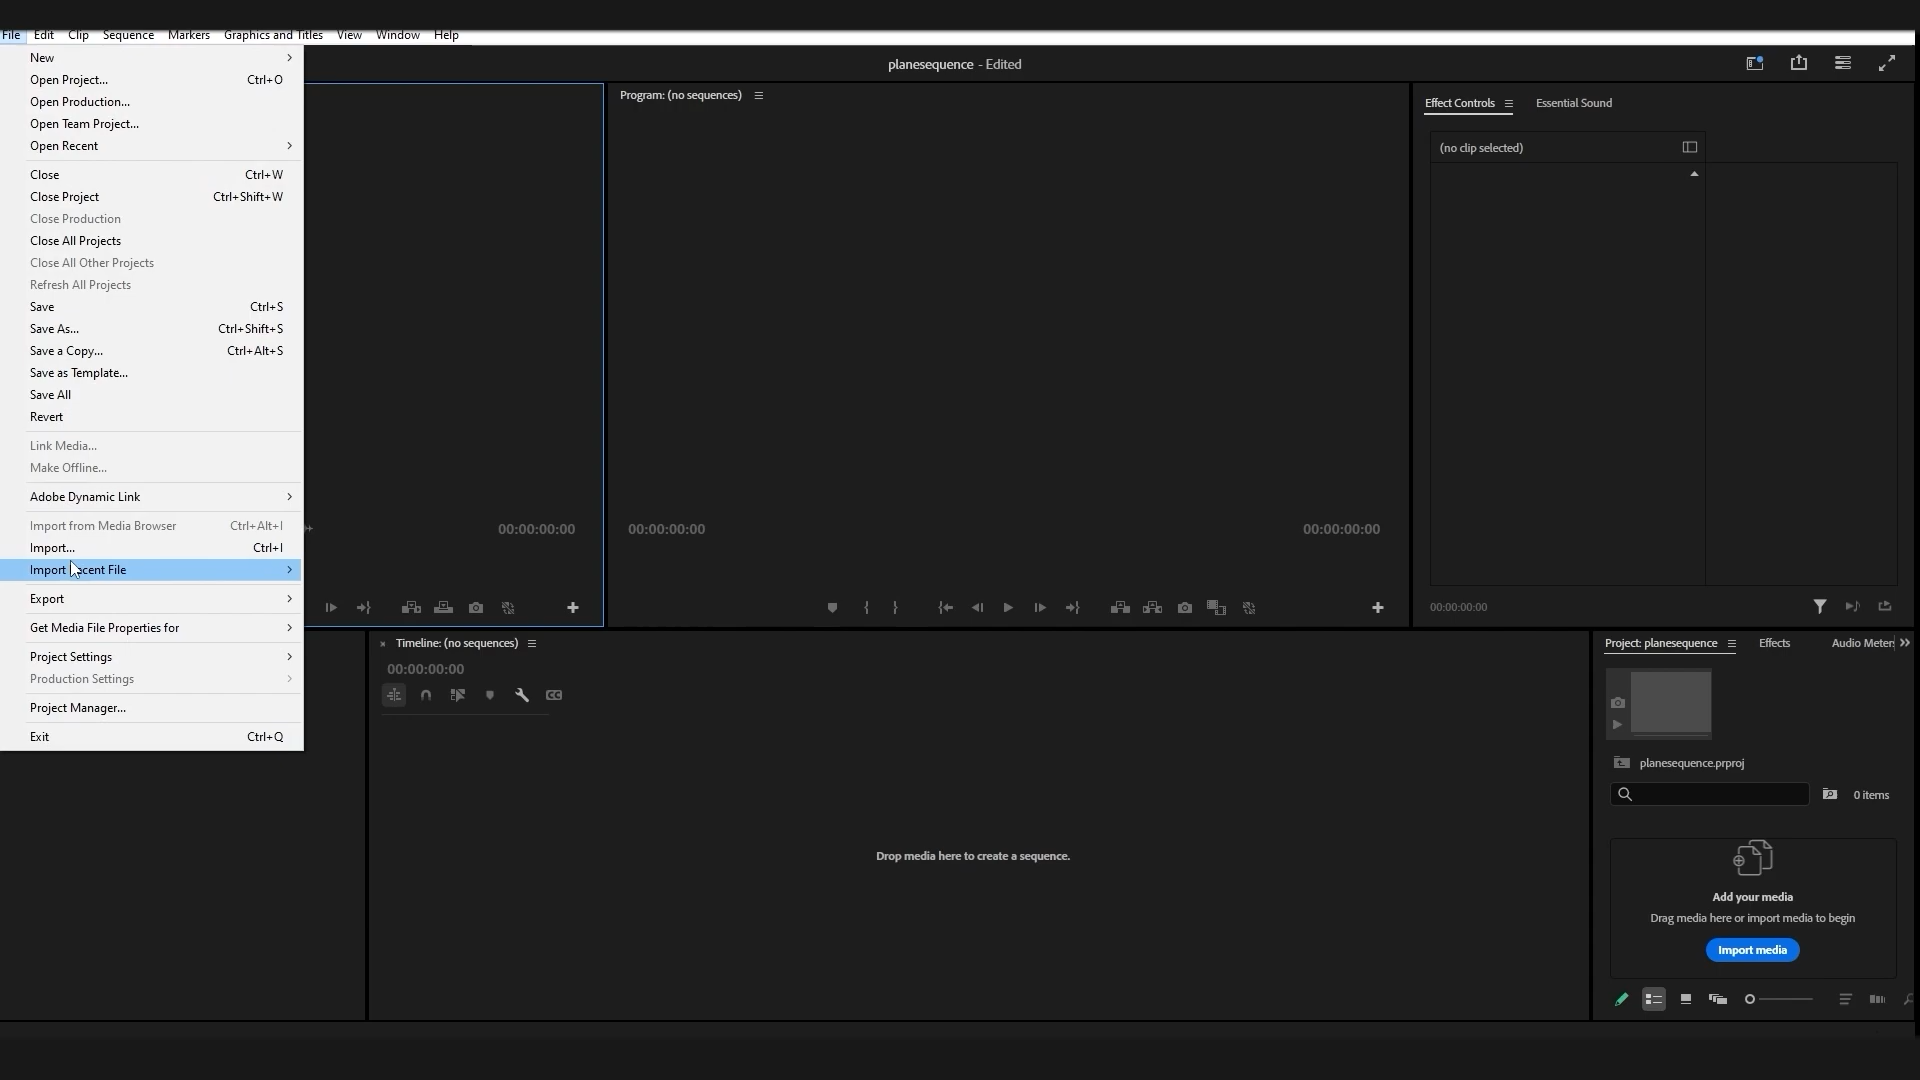 File Edit Clip Sequence Markers Graphics and Titles View Window Help
planesequence - Edited
New
Open Project... Ctrl+O
Open Production...
Open Team Project...
Open Recent
Close Ctrl+W
Close Project Ctrl+Shift+W
Close Production
Close All Projects
Close All Other Projects
Refresh All Projects
Save Ctrl+S
Save As... Ctrl+Shift+S
Save a Copy... Ctrl+Alt+S
Save as Template...
Save All
Revert
Link Media...
Make Offline...
Adobe Dynamic Link
Import from Media Browser Ctrl+Alt+I
Import... Ctrl+I
Import Recent File
Export
Get Media File Properties for
Project Settings
Production Settings
Project Manager...
Exit Ctrl+Q
00:00:00:00
Program: (no sequences)
00:00:00:00 00:00:00:00
Effect Controls Essential Sound
(no clip selected)
00:00:00:00
Timeline: (no sequences)
00:00:00:00
CC
Drop media here to create a sequence.
Project: planesequence Effects Audio Meters
planesequence.prproj
0 items
Add your media
Drag media here or import media to begin
Import media